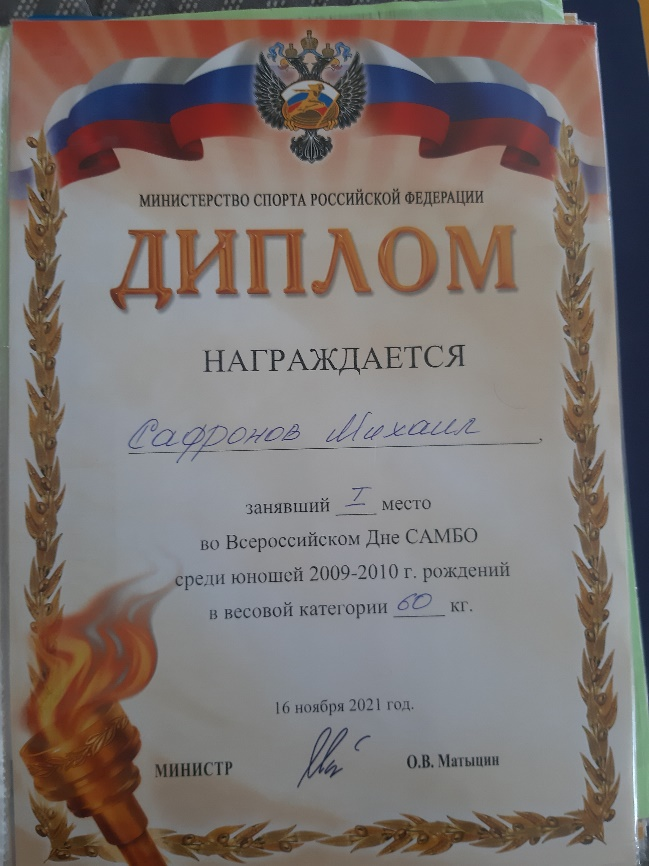 МИНИСТЕРСТВО СПОРТА РОССИЙСКОЙ ФЕДЕРАЦИИ
ДИПЛОМ
НАГРАЖДАЕТСЯ
Сафронов Михаил
занявший I место
во Всероссийском Дне САМБО
среди юношей 2009-2010 г. рождений
в весовой категории 60 кг.
16 ноября 2021 год.
МИНИСТР О.В. Матыцин